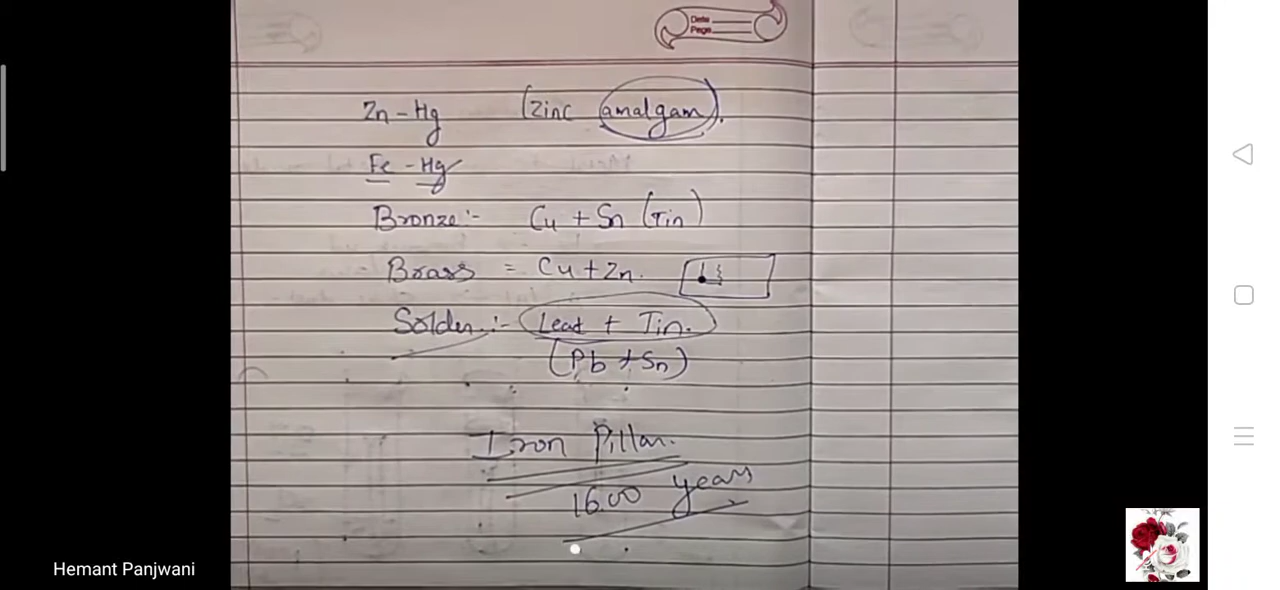 Date
Page
Zn - Hg (Zinc amalgam).
Fe - Hg
Bronze :- Cu + Sn (Tin)
Brass = Cu + Zn.
Solder :- Lead + Tin.
(Pb + Sn)
Iron Pillar.
1600 years
Hemant Panjwani